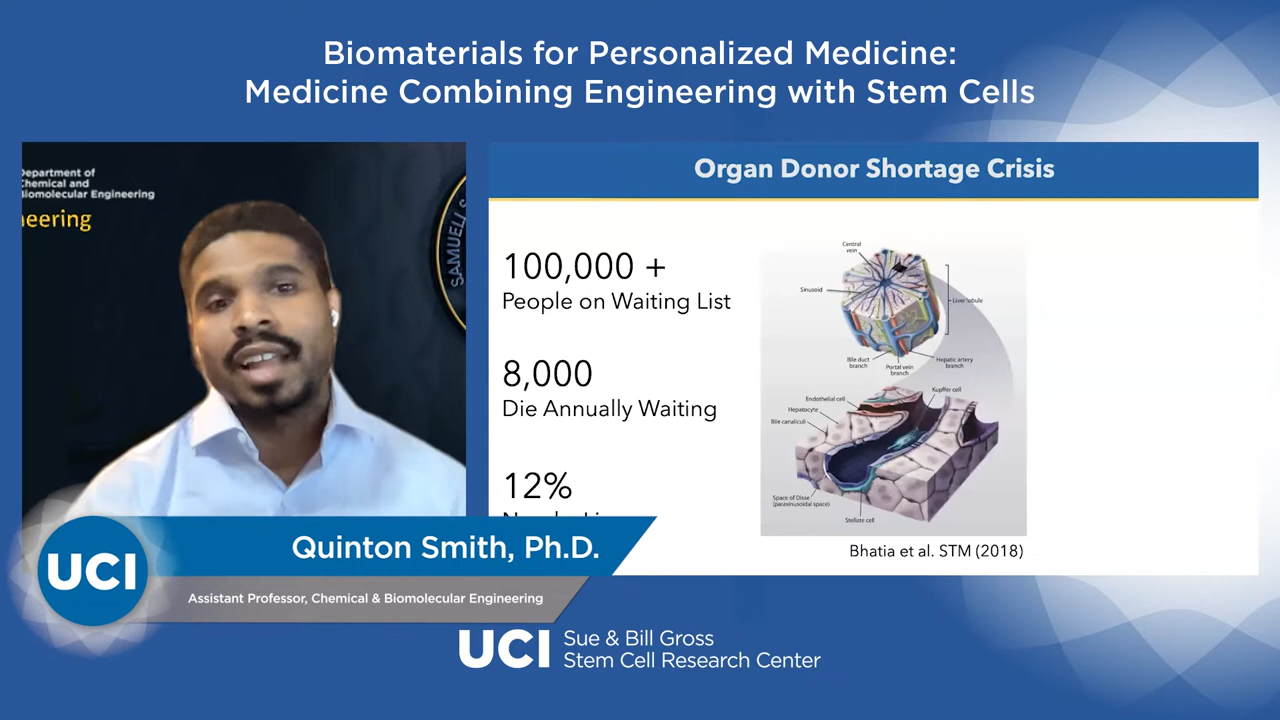 Biomaterials for Personalized Medicine:
Medicine Combining Engineering with Stem Cells
Department of
Chemical and
Biomolecular Engineering
neering
SAMUELI S
Organ Donor Shortage Crisis
100,000 +
People on Waiting List
8,000
Die Annually Waiting
12%
Central
vein
Sinusoid
Liver lobule
Bile duct
branch
Portal vein
branch
Hepatic artery
branch
Kupffer cell
Endothelial cell
Hepatocyte
Bile canaliculi
Space of Disse
(parasinusoidal space)
Stellate cell
Bhatia et al. STM (2018)
UCI
Quinton Smith, Ph.D.
Assistant Professor, Chemical & Biomolecular Engineering
UCI
Sue & Bill Gross
Stem Cell Research Center